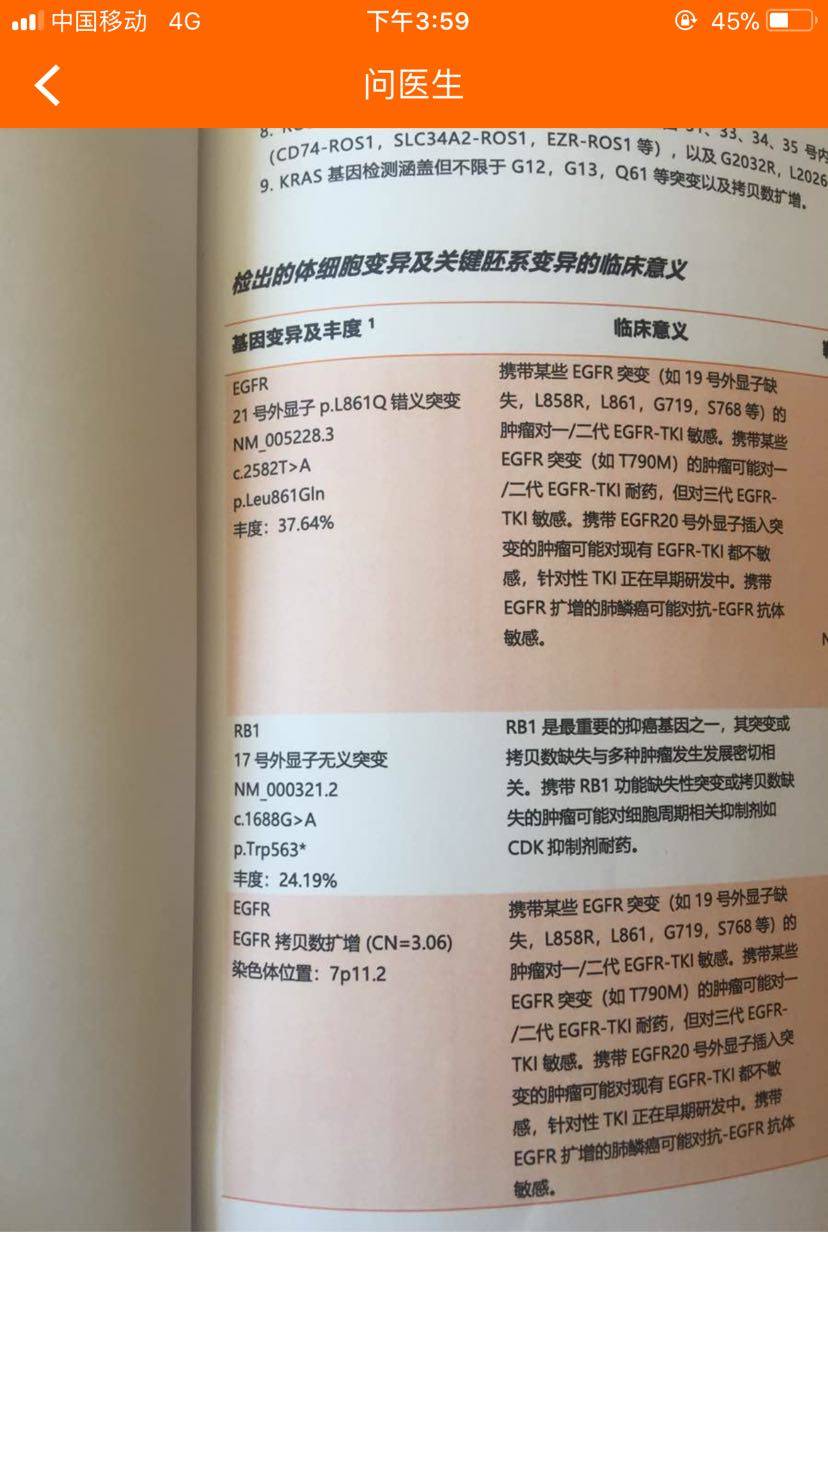 中国移动 4G 下午3:59 45%
问医生
8.
、33、34、35 号内
（CD74-ROS1，SLC34A2-ROS1，EZR-ROS1 等），以及 G2032R，L2026
9. KRAS 基因检测涵盖但不限于 G12，G13，Q61 等突变以及拷贝数扩增。
检出的体细胞变异及关键胚系变异的临床意义
基因变异及丰度 1
临床意义
EGFR
21 号外显子 p.L861Q 错义突变
NM_005228.3
c.2582T>A
p.Leu861Gln
丰度：37.64%
携带某些 EGFR 突变（如 19 号外显子缺
失，L858R，L861，G719，S768 等）的
肿瘤对一/二代 EGFR-TKI 敏感。携带某些
EGFR 突变（如 T790M）的肿瘤可能对一
/二代 EGFR-TKI 耐药，但对三代 EGFR-
TKI 敏感。携带 EGFR20 号外显子插入突
变的肿瘤可能对现有 EGFR-TKI 都不敏
感，针对性 TKI 正在早期研发中。携带
EGFR 扩增的肺鳞癌可能对抗-EGFR 抗体
敏感。
RB1
17 号外显子无义突变
NM_000321.2
c.1688G>A
p.Trp563*
丰度：24.19%
RB1 是最重要的抑癌基因之一，其突变或
拷贝数缺失与多种肿瘤发生发展密切相
关。携带 RB1 功能缺失性突变或拷贝数缺
失的肿瘤可能对细胞周期相关抑制剂如
CDK 抑制剂耐药。
EGFR
EGFR 拷贝数扩增 (CN=3.06)
染色体位置：7p11.2
携带某些 EGFR 突变（如 19 号外显子缺
失，L858R，L861，G719，S768 等）的
肿瘤对一/二代 EGFR-TKI 敏感。携带某些
EGFR 突变（如 T790M）的肿瘤可能对一
/二代 EGFR-TKI 耐药，但对三代 EGFR-
TKI 敏感。携带 EGFR20 号外显子插入突
变的肿瘤可能对现有 EGFR-TKI 都不敏
感，针对性 TKI 正在早期研发中。携带
EGFR 扩增的肺鳞癌可能对抗-EGFR 抗体
敏感。